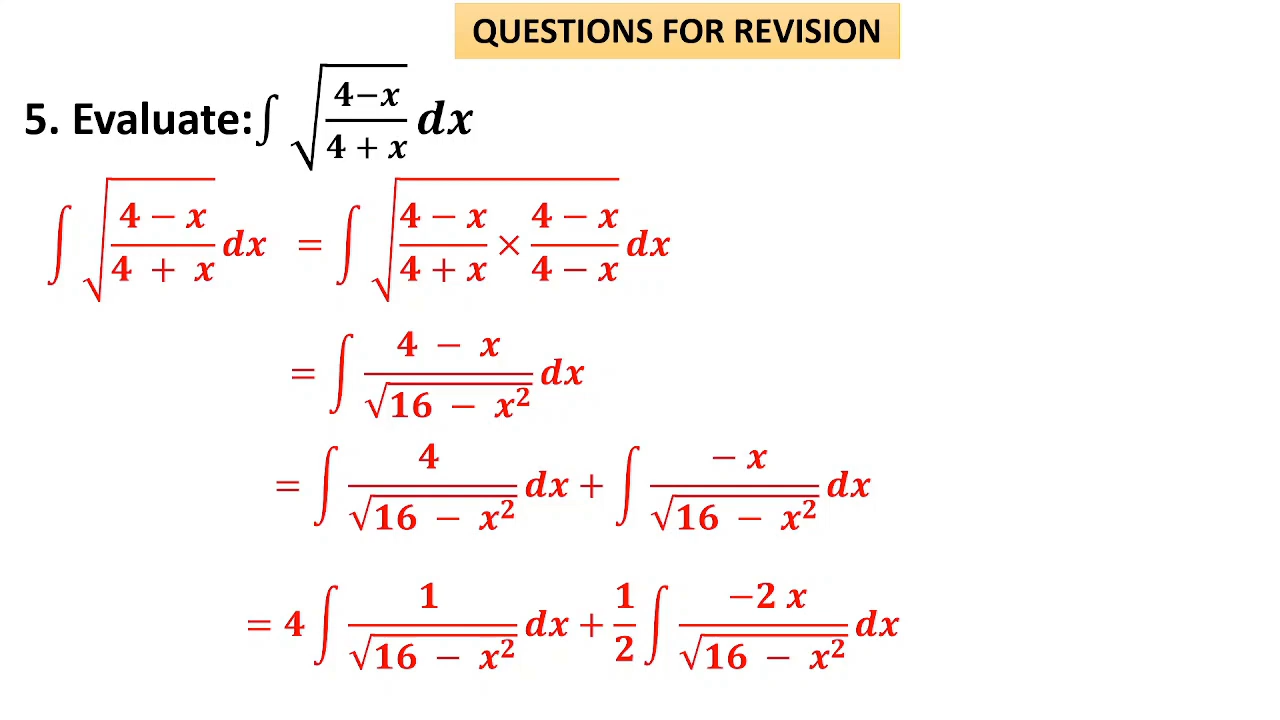 QUESTIONS FOR REVISION
5. Evaluate: ∫ √((4−x)/(4 + x)) dx
∫ √((4 − x)/(4 + x)) dx = ∫ √((4 − x)/(4 + x) × (4 − x)/(4 − x)) dx
= ∫ (4 − x)/√(16 − x²) dx
= ∫ 4/√(16 − x²) dx + ∫ (− x)/√(16 − x²) dx
= 4 ∫ 1/√(16 − x²) dx + 1/2 ∫ (−2 x)/√(16 − x²) dx